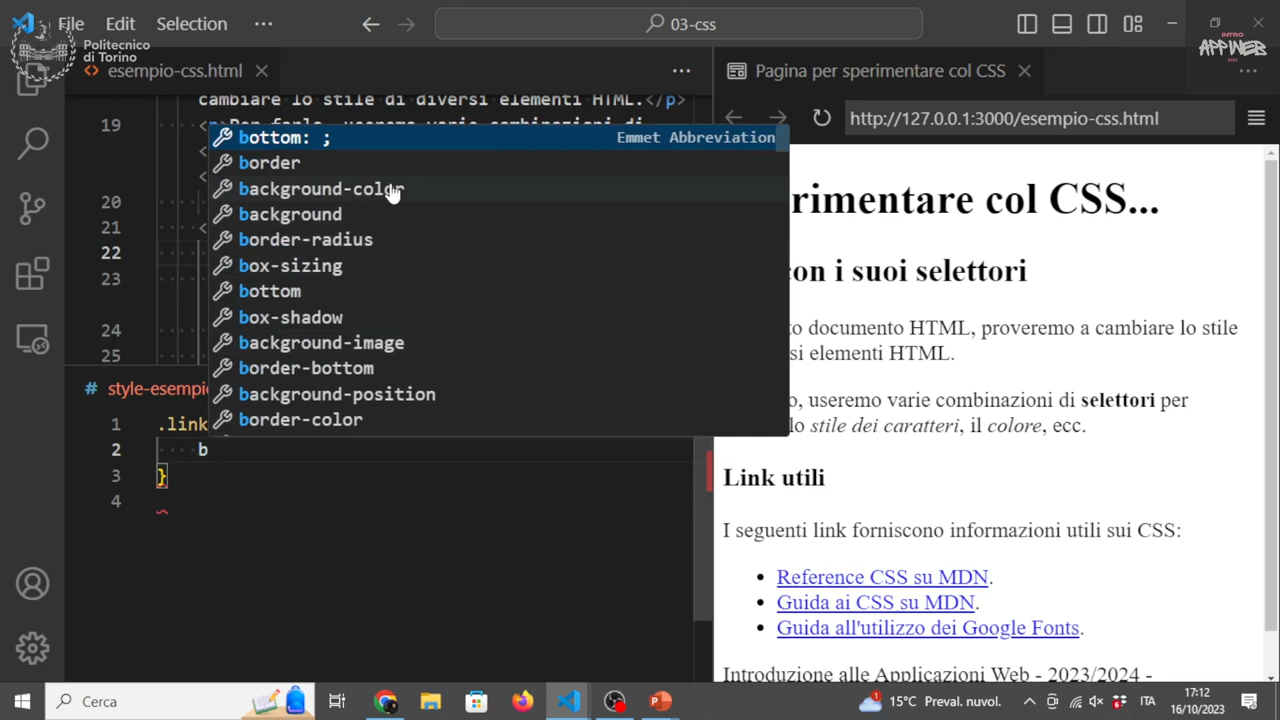 File Edit Selection ··· 03-css
Politecnico
di Torino
INTRO
APPIWEB
esempio-css.html ···
Pagina per sperimentare col CSS ···
http://127.0.0.1:3000/esempio-css.html
cambiare lo stile di diversi elementi HTML.</p>
19
20
21 <
22
23
24
25
bottom: ; Emmet Abbreviation
border
background-color
background
border-radius
box-sizing
bottom
box-shadow
background-image
border-bottom
background-position
border-color
# style-esempi
1 .link
2 b
3 }
4
rimentare col CSS...
con i suoi selettori
to documento HTML, proveremo a cambiare lo stile
si elementi HTML.
o, useremo varie combinazioni di selettori per
lo stile dei caratteri, il colore, ecc.
Link utili
I seguenti link forniscono informazioni utili sui CSS:
• Reference CSS su MDN.
• Guida ai CSS su MDN.
• Guida all'utilizzo dei Google Fonts.
Introduzione alle Applicazioni Web - 2023/2024 -
Cerca
1
15°C Preval. nuvol.
ITA
17:12
16/10/2023